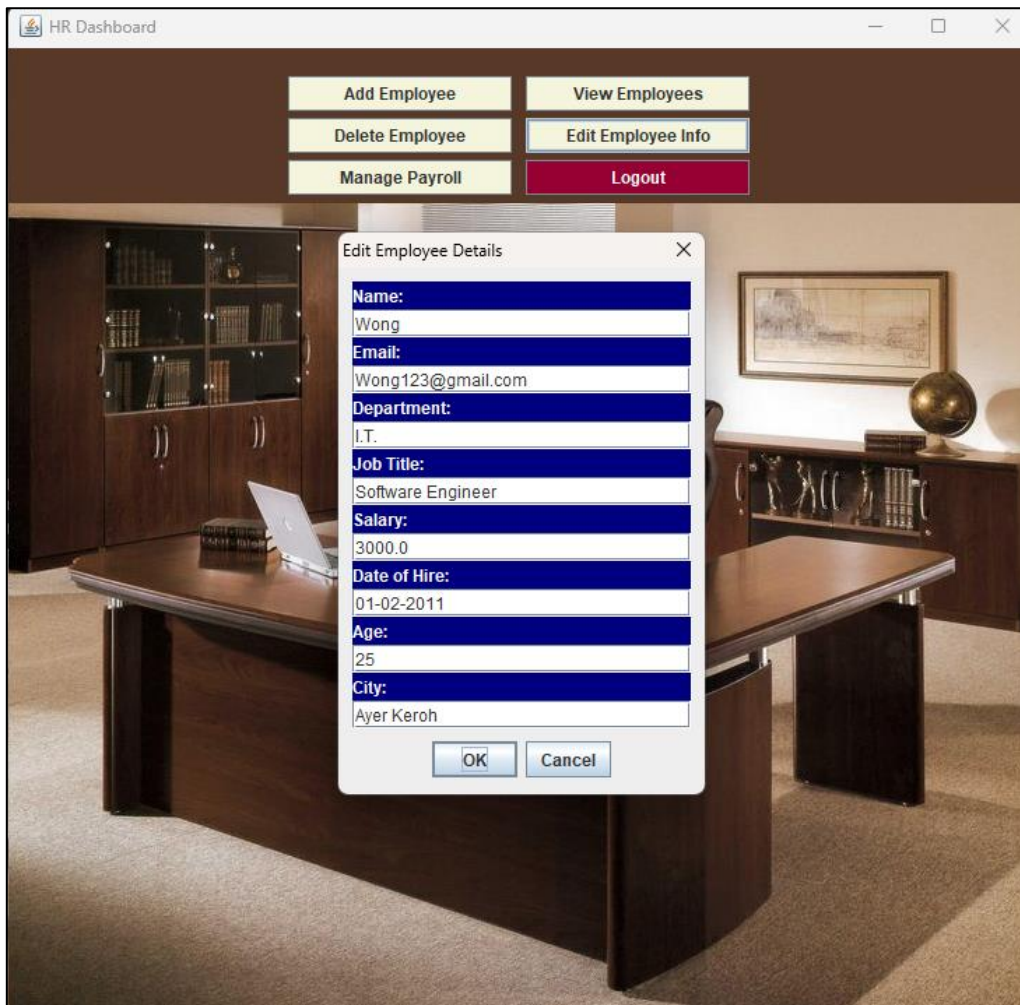 HR Dashboard
Add Employee
View Employees
Delete Employee
Edit Employee Info
Manage Payroll
Logout
Edit Employee Details
Name:
Wong
Email:
Wong123@gmail.com
Department:
I.T.
Job Title:
Software Engineer
Salary:
3000.0
Date of Hire:
01-02-2011
Age:
25
City:
Ayer Keroh
OK
Cancel